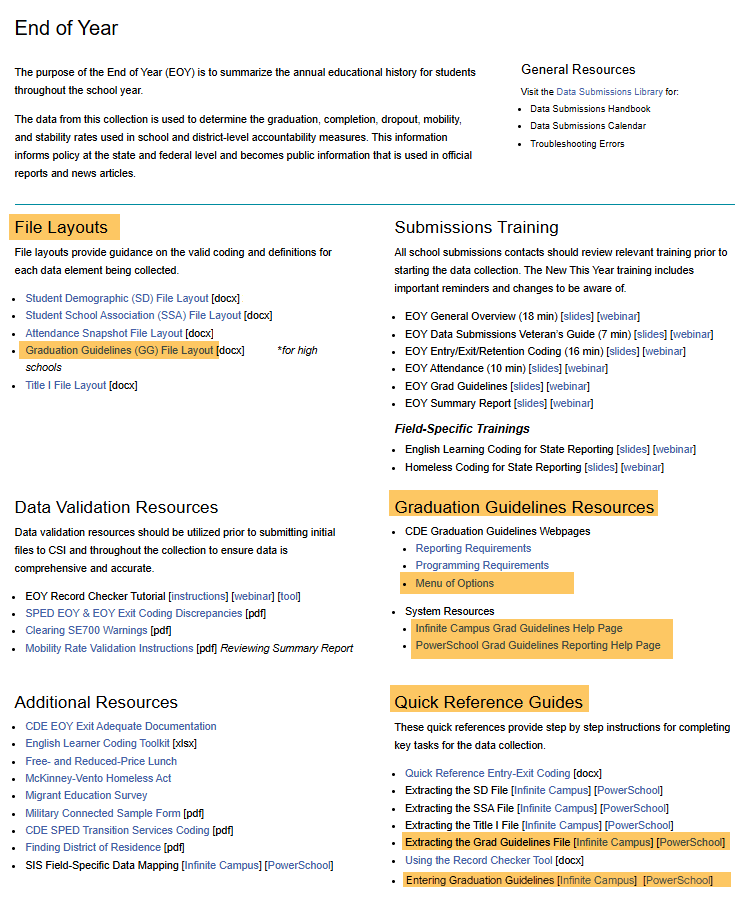 End of Year
The purpose of the End of Year (EOY) is to summarize the annual educational history for students
throughout the school year.
The data from this collection is used to determine the graduation, completion, dropout, mobility,
and stability rates used in school and district-level accountability measures. This information
informs policy at the state and federal level and becomes public information that is used in official
reports and news articles.
General Resources
Visit the Data Submissions Library for:
• Data Submissions Handbook
• Data Submissions Calendar
• Troubleshooting Errors
File Layouts
File layouts provide guidance on the valid coding and definitions for
each data element being collected.
• Student Demographic (SD) File Layout [docx]
• Student School Association (SSA) File Layout [docx]
• Attendance Snapshot File Layout [docx]
• Graduation Guidelines (GG) File Layout [docx] *for high
schools
• Title I File Layout [docx]
Submissions Training
All school submissions contacts should review relevant training prior to
starting the data collection. The New This Year training includes
important reminders and changes to be aware of.
• EOY General Overview (18 min) [slides] [webinar]
• EOY Data Submissions Veteran's Guide (7 min) [slides] [webinar]
• EOY Entry/Exit/Retention Coding (16 min) [slides] [webinar]
• EOY Attendance (10 min) [slides] [webinar]
• EOY Grad Guidelines [slides] [webinar]
• EOY Summary Report [slides] [webinar]
Field-Specific Trainings
• English Learning Coding for State Reporting [slides] [webinar]
• Homeless Coding for State Reporting [slides] [webinar]
Data Validation Resources
Data validation resources should be utilized prior to submitting initial
files to CSI and throughout the collection to ensure data is
comprehensive and accurate.
• EOY Record Checker Tutorial [instructions] [webinar] [tool]
• SPED EOY & EOY Exit Coding Discrepancies [pdf]
• Clearing SE700 Warnings [pdf]
• Mobility Rate Validation Instructions [pdf] Reviewing Summary Report
Graduation Guidelines Resources
• CDE Graduation Guidelines Webpages
• Reporting Requirements
• Programming Requirements
• Menu of Options
• System Resources
• Infinite Campus Grad Guidelines Help Page
• PowerSchool Grad Guidelines Reporting Help Page
Additional Resources
• CDE EOY Exit Adequate Documentation
• English Learner Coding Toolkit [xlsx]
• Free- and Reduced-Price Lunch
• McKinney-Vento Homeless Act
• Migrant Education Survey
• Military Connected Sample Form [pdf]
• CDE SPED Transition Services Coding [pdf]
• Finding District of Residence [pdf]
• SIS Field-Specific Data Mapping [Infinite Campus] [PowerSchool]
Quick Reference Guides
These quick references provide step by step instructions for completing
key tasks for the data collection.
• Quick Reference Entry-Exit Coding [docx]
• Extracting the SD File [Infinite Campus] [PowerSchool]
• Extracting the SSA File [Infinite Campus] [PowerSchool]
• Extracting the Title I File [Infinite Campus] [PowerSchool]
• Extracting the Grad Guidelines File [Infinite Campus] [PowerSchool]
• Using the Record Checker Tool [docx]
• Entering Graduation Guidelines [Infinite Campus] [PowerSchool]